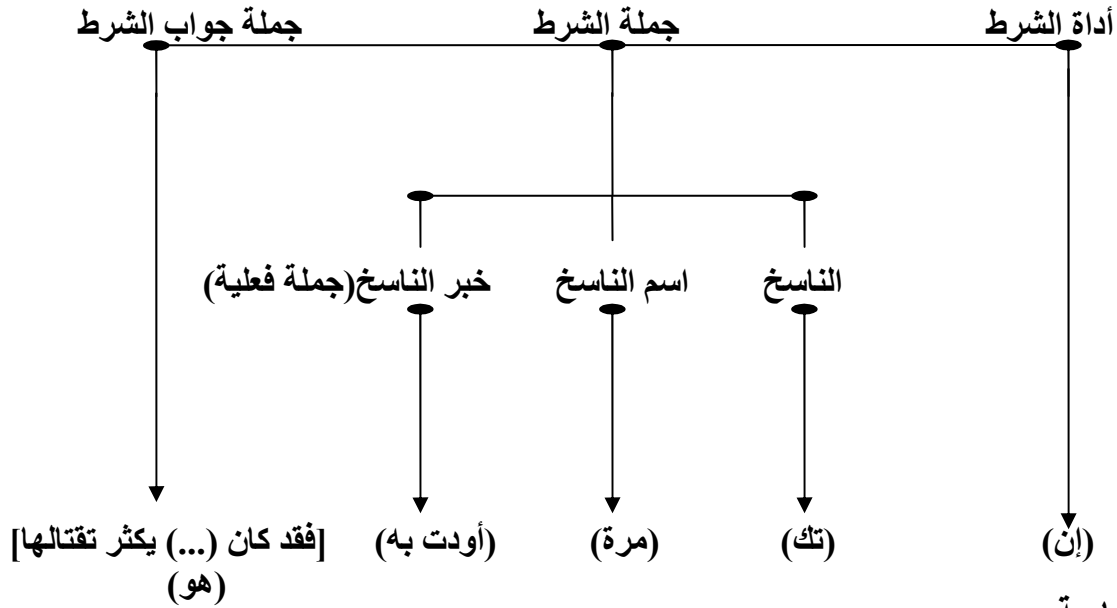 أداة الشرط جملة الشرط جملة جواب الشرط
الناسخ اسم الناسخ خبر الناسخ(جملة فعلية)
(إن) (تك) (مرة) (أودت به) [فقد كان (...) يكثر تقتالها]
(هو)